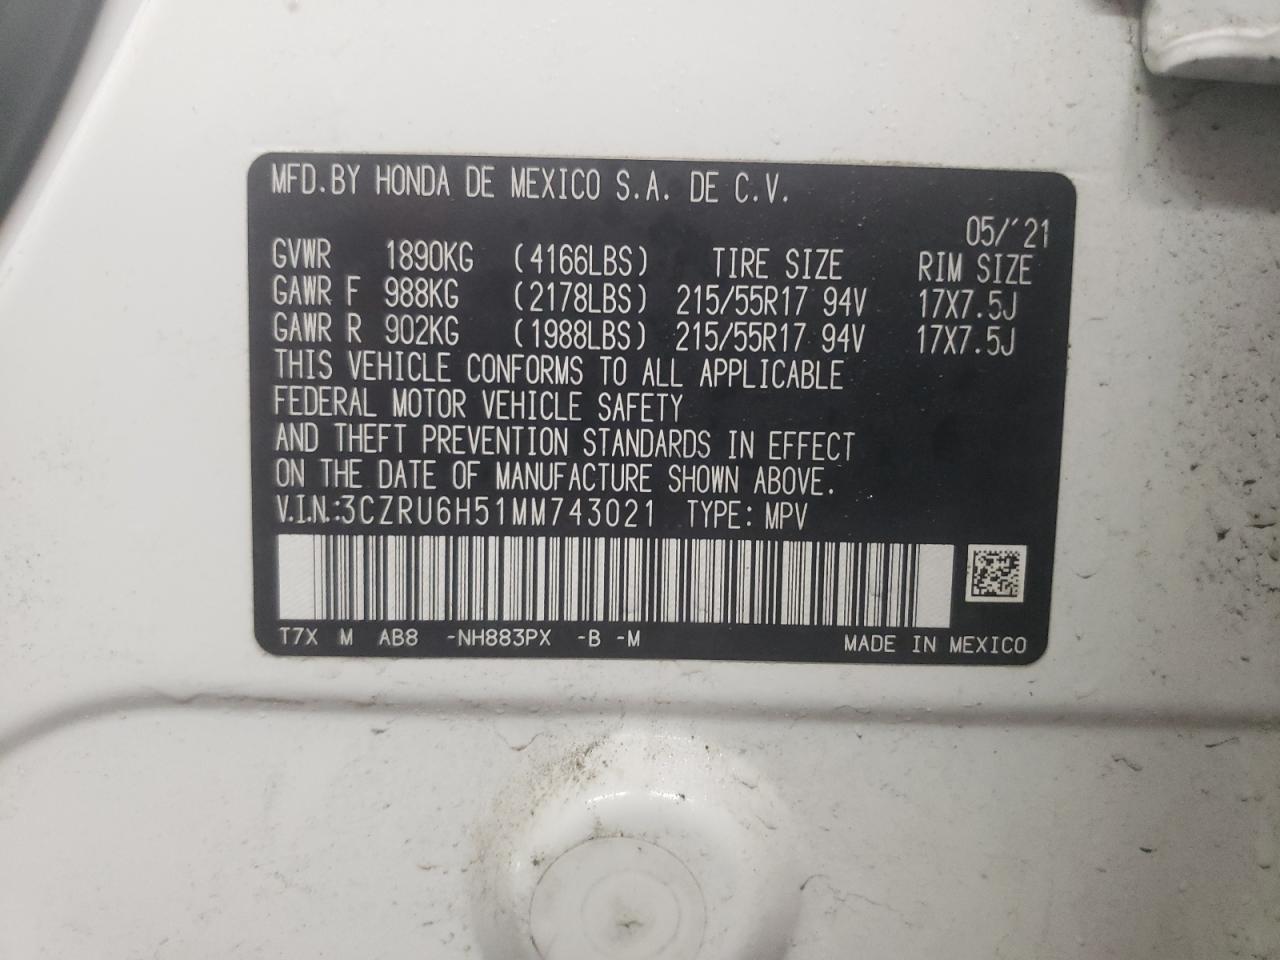 MFD.BY HONDA DE MEXICO S.A. DE C.V.
05/'21
GVWR 1890KG (4166LBS) TIRE SIZE RIM SIZE
GAWR F 988KG (2178LBS) 215/55R17 94V 17X7.5J
GAWR R 902KG (1988LBS) 215/55R17 94V 17X7.5J
THIS VEHICLE CONFORMS TO ALL APPLICABLE
FEDERAL MOTOR VEHICLE SAFETY
AND THEFT PREVENTION STANDARDS IN EFFECT
ON THE DATE OF MANUFACTURE SHOWN ABOVE.
V.I.N.:3CZRU6H51MM743021 TYPE: MPV
T7X M AB8 -NH883PX -B -M MADE IN MEXICO